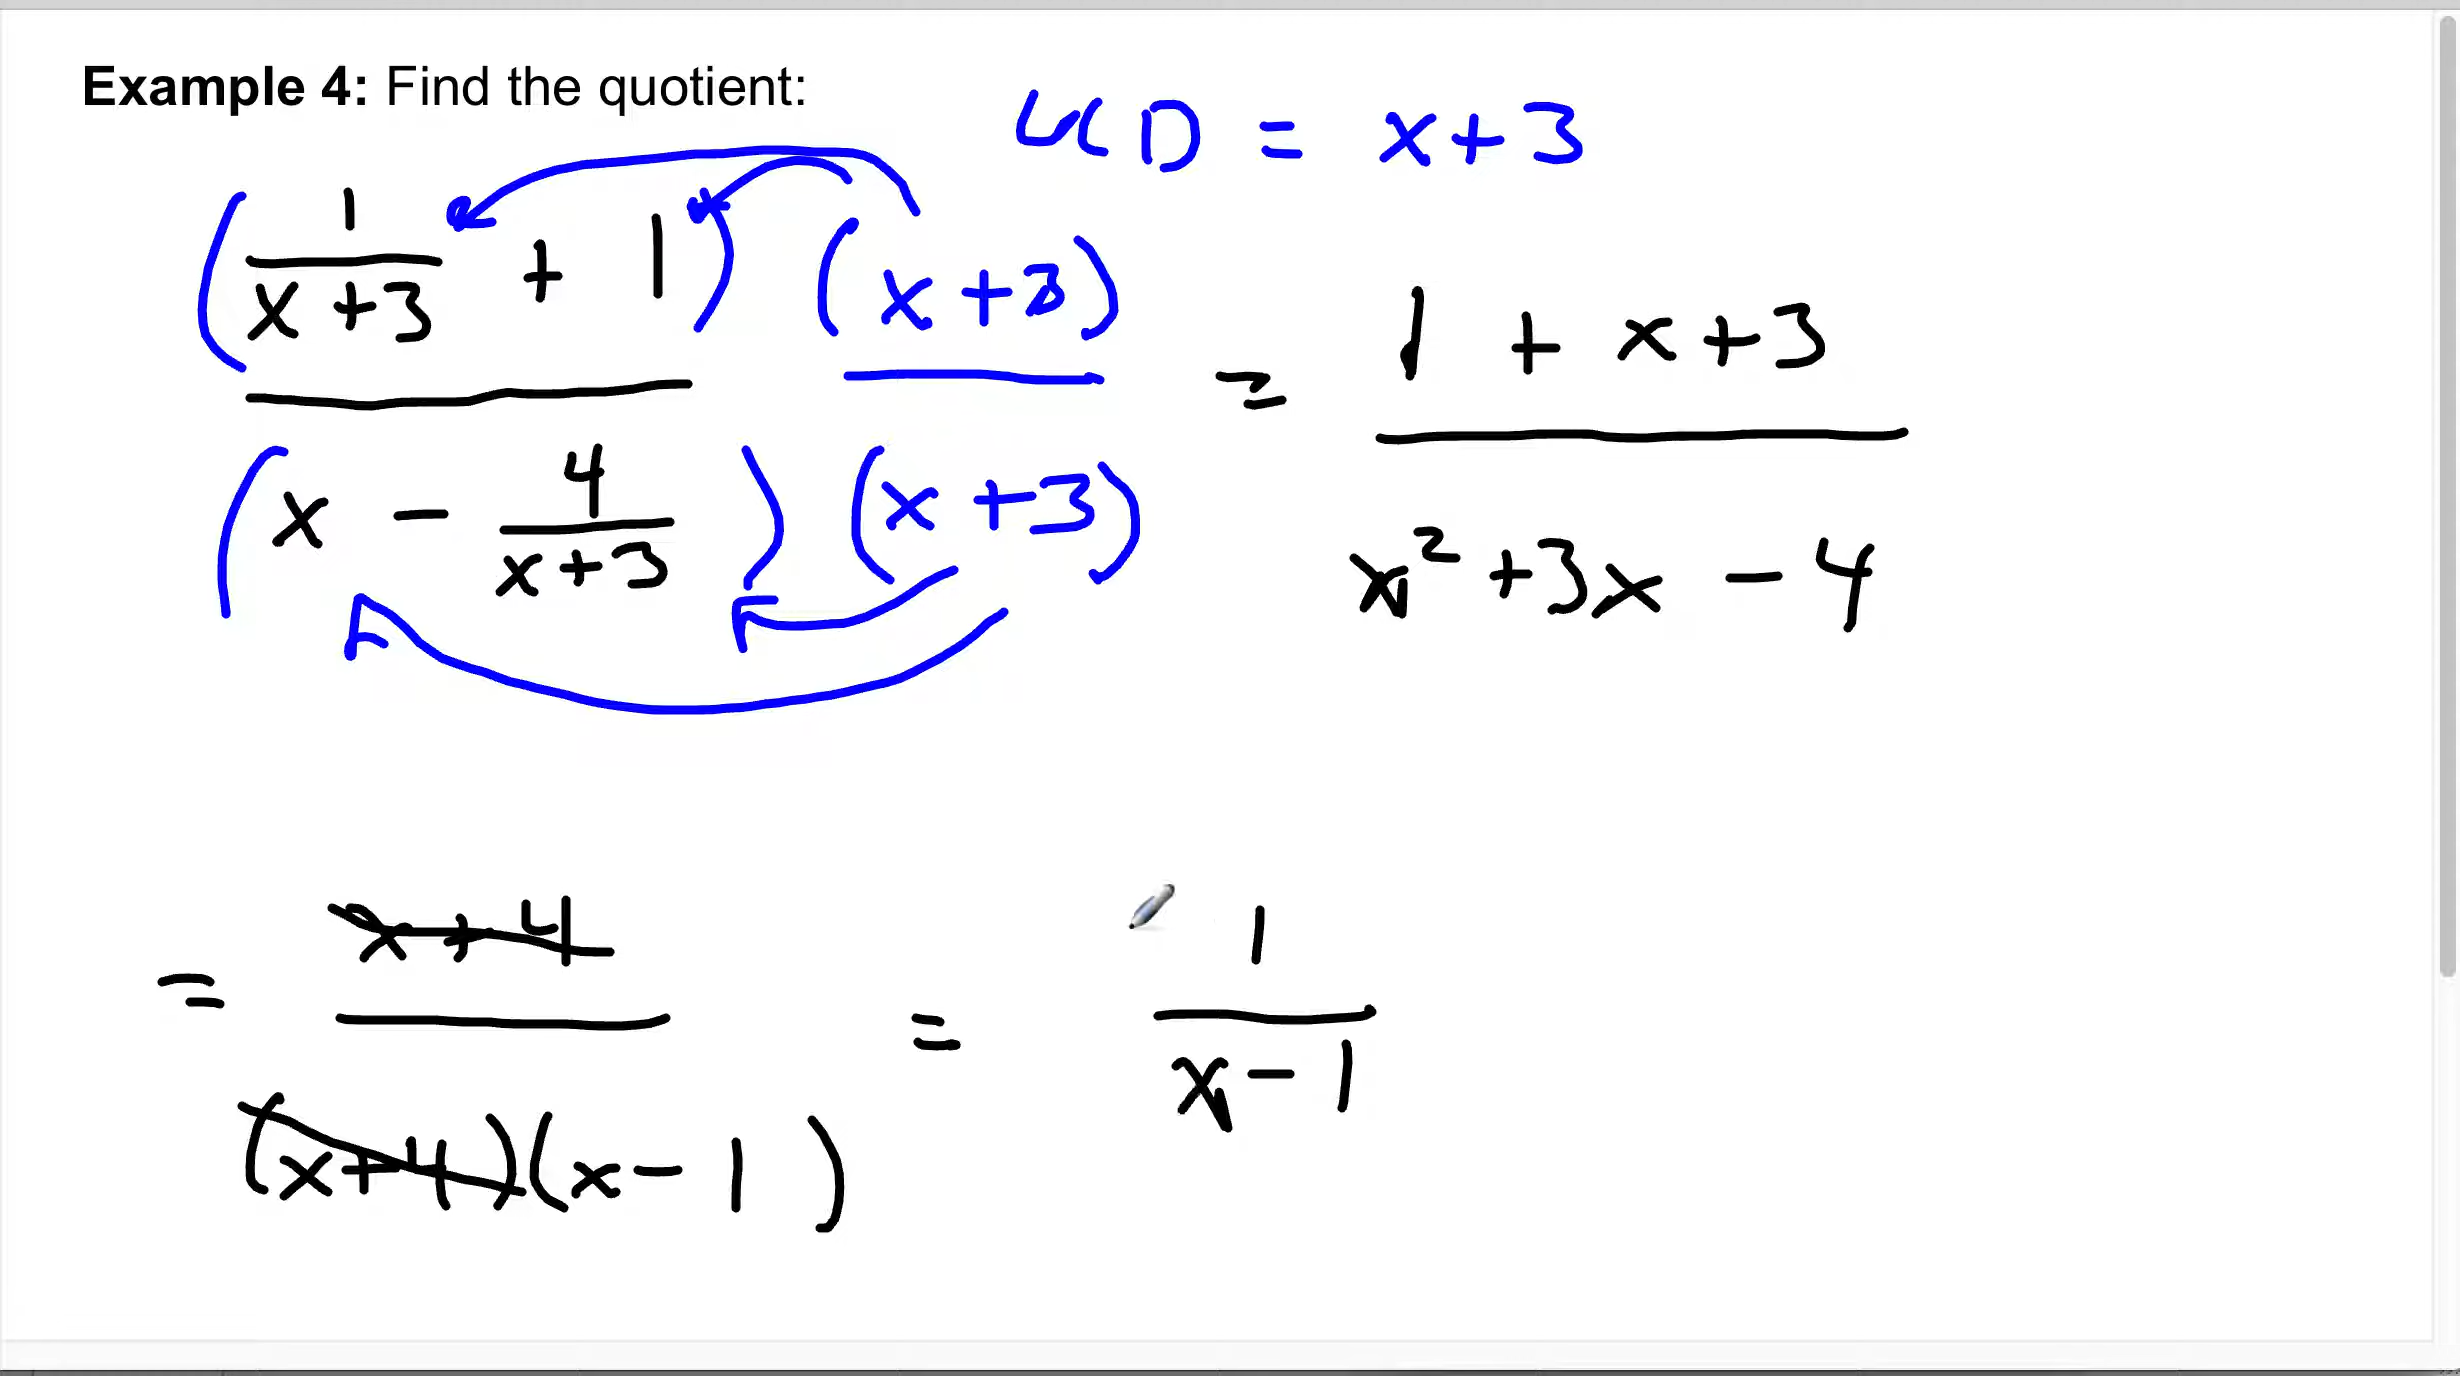 Example 4: Find the quotient:
LCD = x+3
(1/(x+3) + 1) (x+3)
(x − 4/(x+3)) (x+3)
= (1 + x+3)/(x² +3x − 4)
= (x+4)/((x+4)(x−1)) = 1/(x−1)